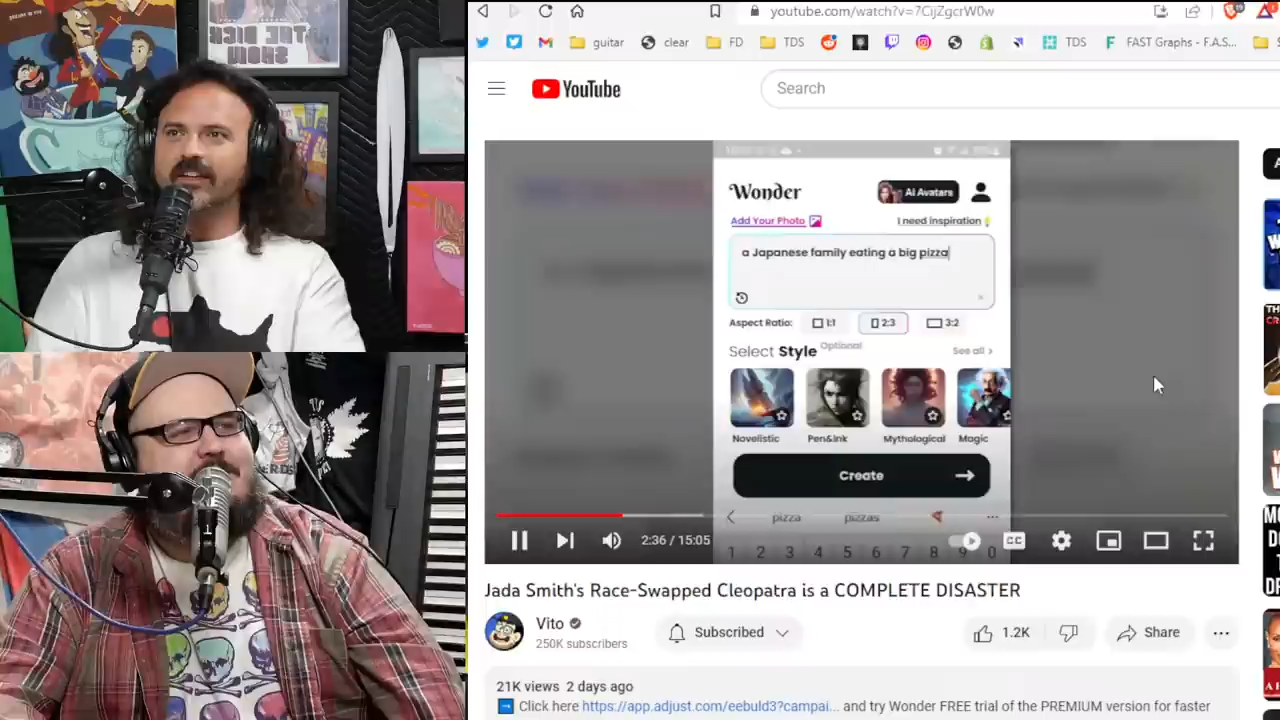 THE DICK
SHOW
youtube.com/watch?v=7CijZgcrW0w
guitar
clear
FD
TDS
TDS
FAST Graphs - F.A.S...
YouTube
Search
Wonder
AI Avatars
Add Your Photo
I need inspiration
a Japanese family eating a big pizza
Aspect Ratio:
1:1
2:3
3:2
Select Style Optional
See all >
Novelistic
Pen&Ink
Mythological
Magic
Create
pizza
pizzas
1 2 3 4 5 6 7 8 9 0
2:36 / 15:05
CC
Jada Smith's Race-Swapped Cleopatra is a COMPLETE DISASTER
Vito
250K subscribers
Subscribed
1.2K
Share
21K views 2 days ago
Click here https://app.adjust.com/eebuld3?campai... and try Wonder FREE trial of the PREMIUM version for faster